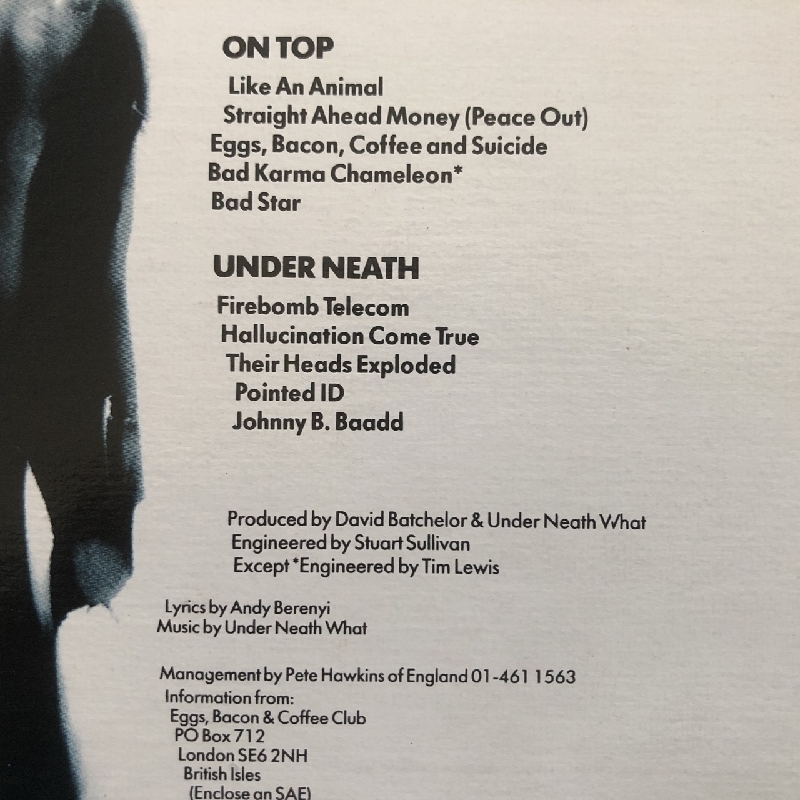 ON TOP
Like An Animal
Straight Ahead Money (Peace Out)
Eggs, Bacon, Coffee and Suicide
Bad Karma Chameleon*
Bad Star
UNDER NEATH
Firebomb Telecom
Hallucination Come True
Their Heads Exploded
Pointed ID
Johnny B. Baadd
Produced by David Batchelor & Under Neath What
Engineered by Stuart Sullivan
Except *Engineered by Tim Lewis
Lyrics by Andy Berenyi
Music by Under Neath What
Management by Pete Hawkins of England 01-461 1563
Information from:
Eggs, Bacon & Coffee Club
PO Box 712
London SE6 2NH
British Isles
(Enclose an SAE)